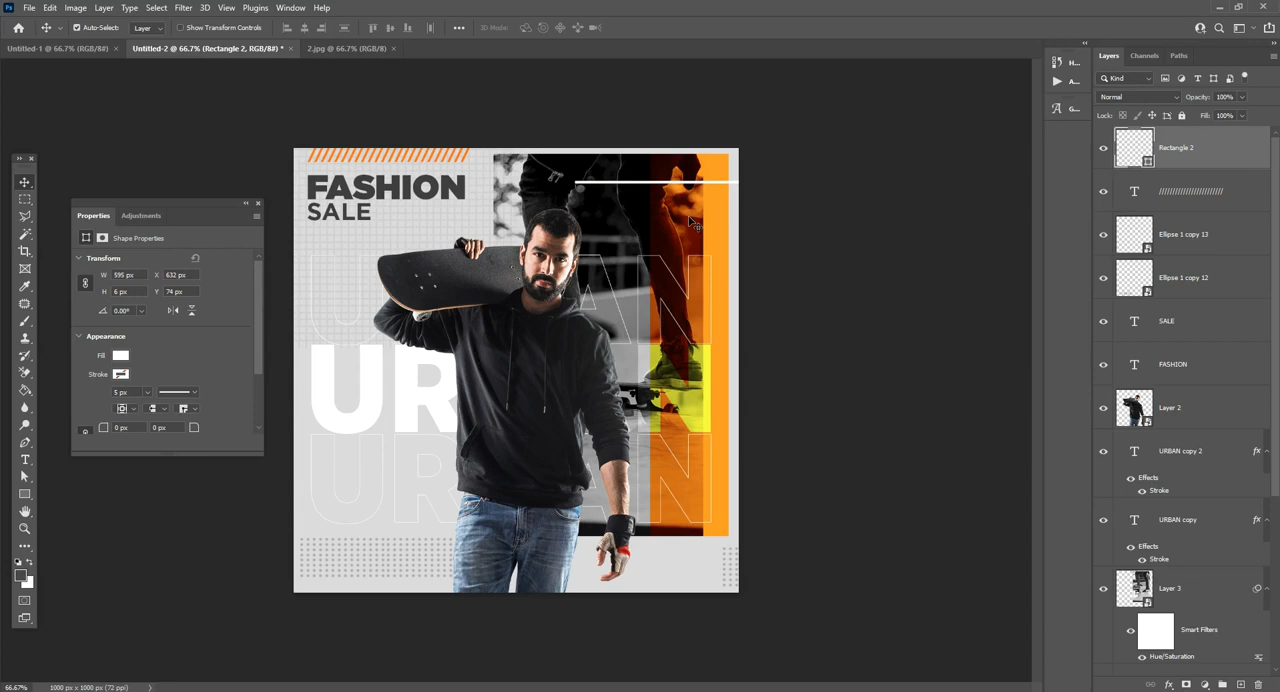 Ps File Edit Image Layer Type Select Filter 3D View Plugins Window Help
Auto-Select: Layer Show Transform Controls 3D Mode:
Untitled-1 @ 66.7% (RGB/8#) × Untitled-2 @ 66.7% (Rectangle 2, RGB/8#) * × 2.jpg @ 66.7% (RGB/8) ×
H...
A...
G...
Layers Channels Paths
Kind
Normal Opacity: 100%
Lock: Fill: 100%
Rectangle 2
T ////////////////////////
Ellipse 1 copy 13
Ellipse 1 copy 12
T SALE
T FASHION
Layer 2
T URBAN copy 2 fx
Effects
Stroke
T URBAN copy fx
Effects
Stroke
Layer 3
Smart Filters
Hue/Saturation
Properties Adjustments
Shape Properties
Transform
W 595 px X 632 px
H 6 px Y 74 px
0.00°
Appearance
Fill
Stroke
5 px
0 px 0 px
FASHION
SALE
66.67% 1000 px x 1000 px (72 ppi)